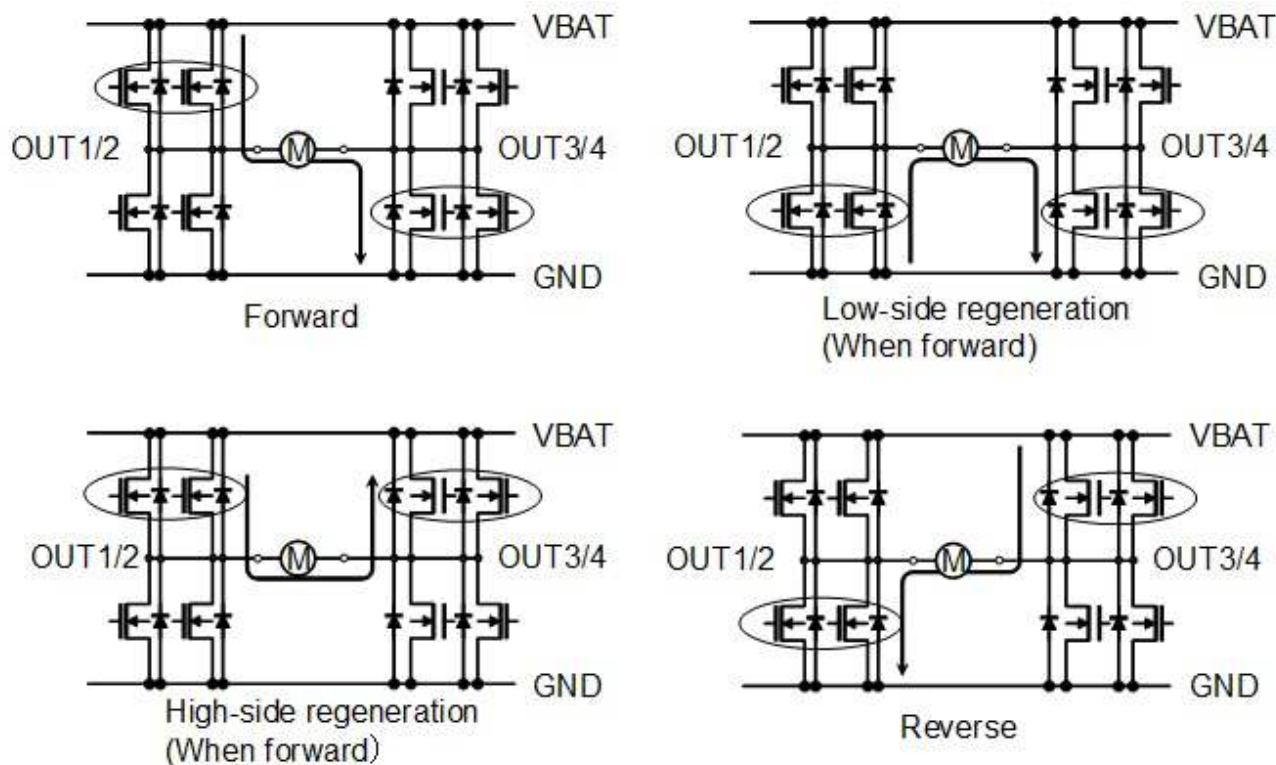 VBAT
OUT1/2
M
OUT3/4
GND
Forward
VBAT
OUT1/2
M
OUT3/4
GND
Low-side regeneration
(When forward)
VBAT
OUT1/2
M
OUT3/4
GND
High-side regeneration
(When forward)
VBAT
OUT1/2
M
OUT3/4
GND
Reverse